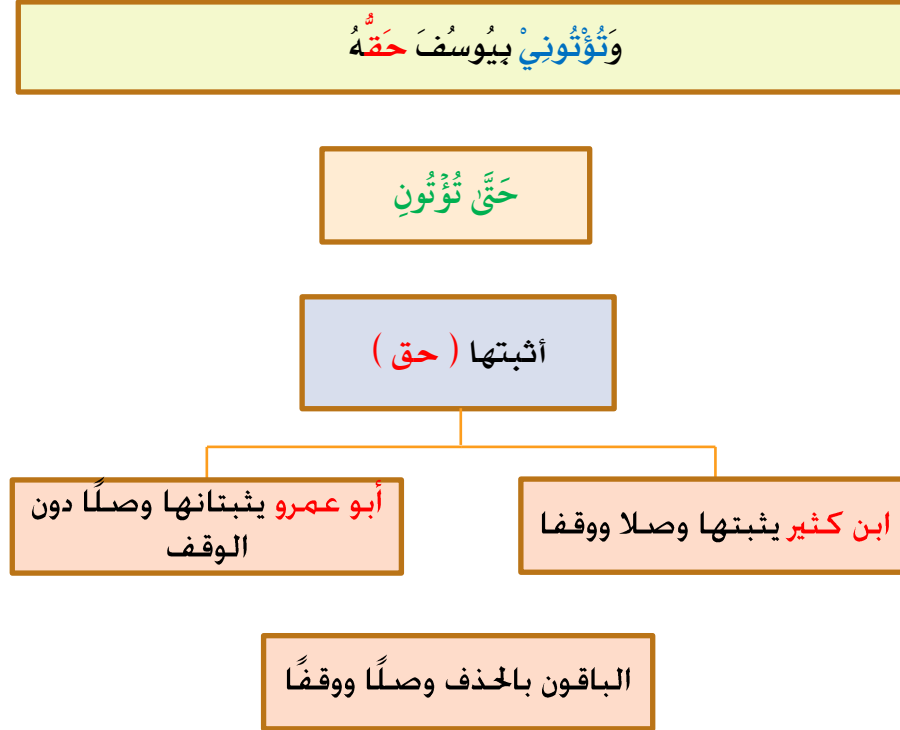 وَتُؤْتُونِيْ بِيُوسُفَ حَقُّهُ
حَتَّىٰ تُؤۡتُونِ
أثبتها ( حق )
ابن كثير يثبتها وصلا ووقفا
أبو عمرو يثبتانها وصلًا دون
الوقف
الباقون بالحذف وصلًا ووقفًا